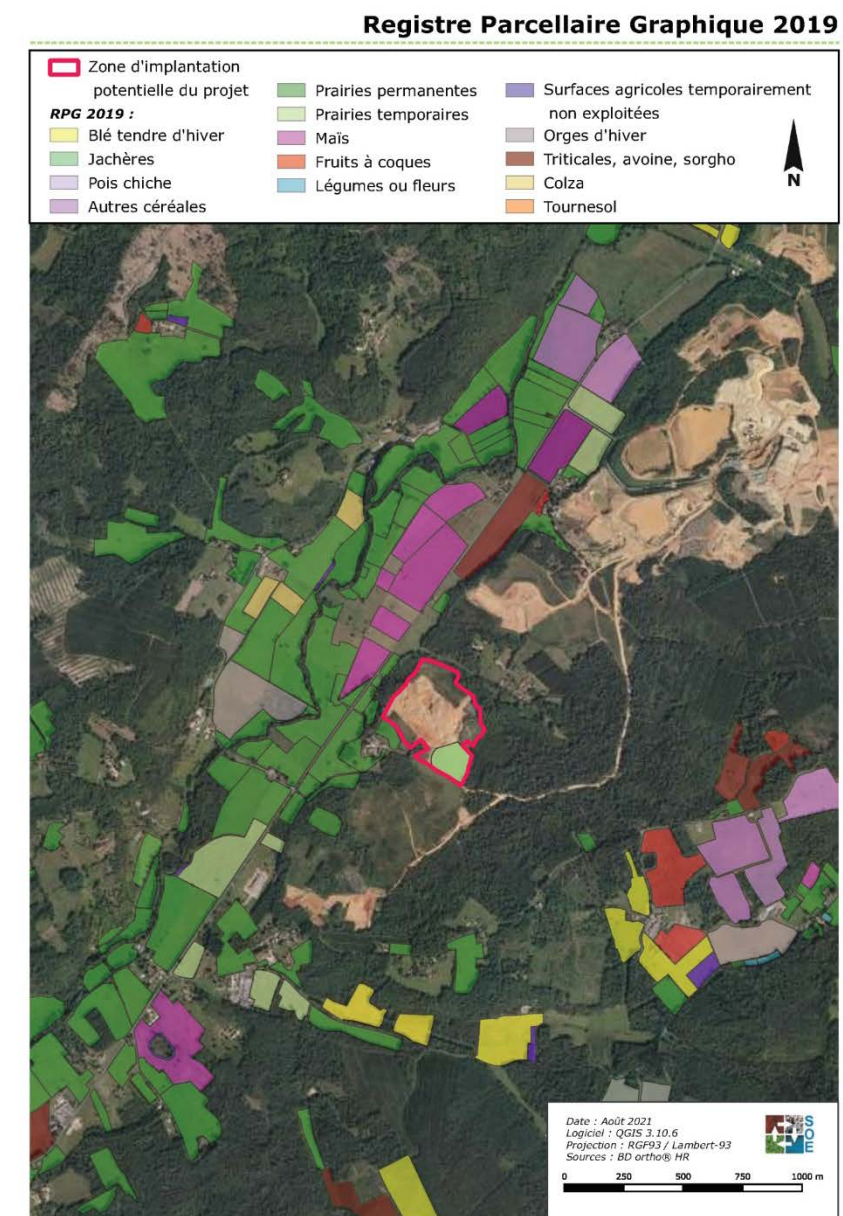 Registre Parcellaire Graphique 2019
Zone d'implantation
potentielle du projet
RPG 2019 :
Blé tendre d'hiver
Jachères
Pois chiche
Autres céréales
Prairies permanentes
Prairies temporaires
Maïs
Fruits à coques
Légumes ou fleurs
Surfaces agricoles temporairement
non exploitées
Orges d'hiver
Triticales, avoine, sorgho
Colza
Tournesol
N
Date : Août 2021
Logiciel : QGIS 3.10.6
Projection : RGF93 / Lambert-93
Sources : BD ortho® HR
SOE
0 250 500 750 1000 m